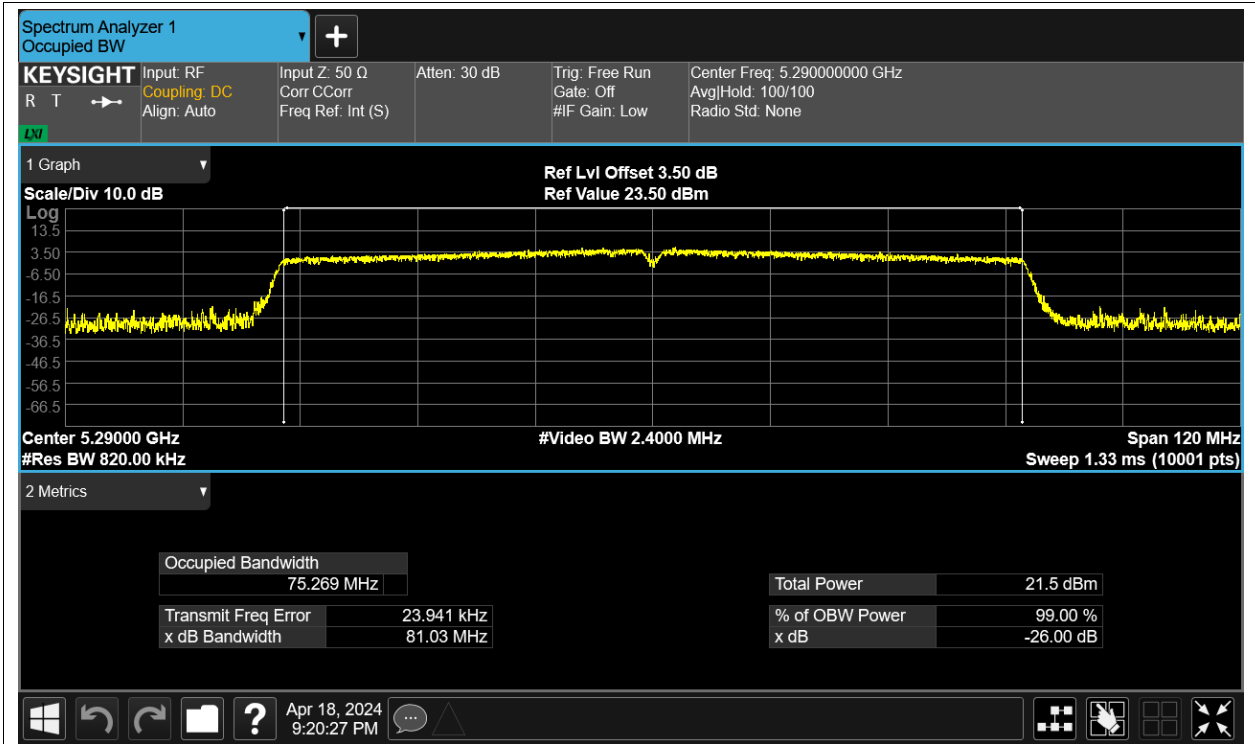 Spectrum Analyzer 1
Occupied BW
KEYSIGHT
R T
LXI
Input: RF
Coupling: DC
Align: Auto
Input Z: 50 Ω
Corr CCorr
Freq Ref: Int (S)
Atten: 30 dB
Trig: Free Run
Gate: Off
#IF Gain: Low
Center Freq: 5.290000000 GHz
Avg|Hold: 100/100
Radio Std: None
1 Graph
Scale/Div 10.0 dB
Ref Lvl Offset 3.50 dB
Ref Value 23.50 dBm
Log
13.5
3.50
-6.50
-16.5
-26.5
-36.5
-46.5
-56.5
-66.5
Center 5.29000 GHz
#Res BW 820.00 kHz
#Video BW 2.4000 MHz
Span 120 MHz
Sweep 1.33 ms (10001 pts)
2 Metrics
Occupied Bandwidth
75.269 MHz
Transmit Freq Error 23.941 kHz
x dB Bandwidth 81.03 MHz
Total Power 21.5 dBm
% of OBW Power 99.00 %
x dB -26.00 dB
?
Apr 18, 2024
9:20:27 PM